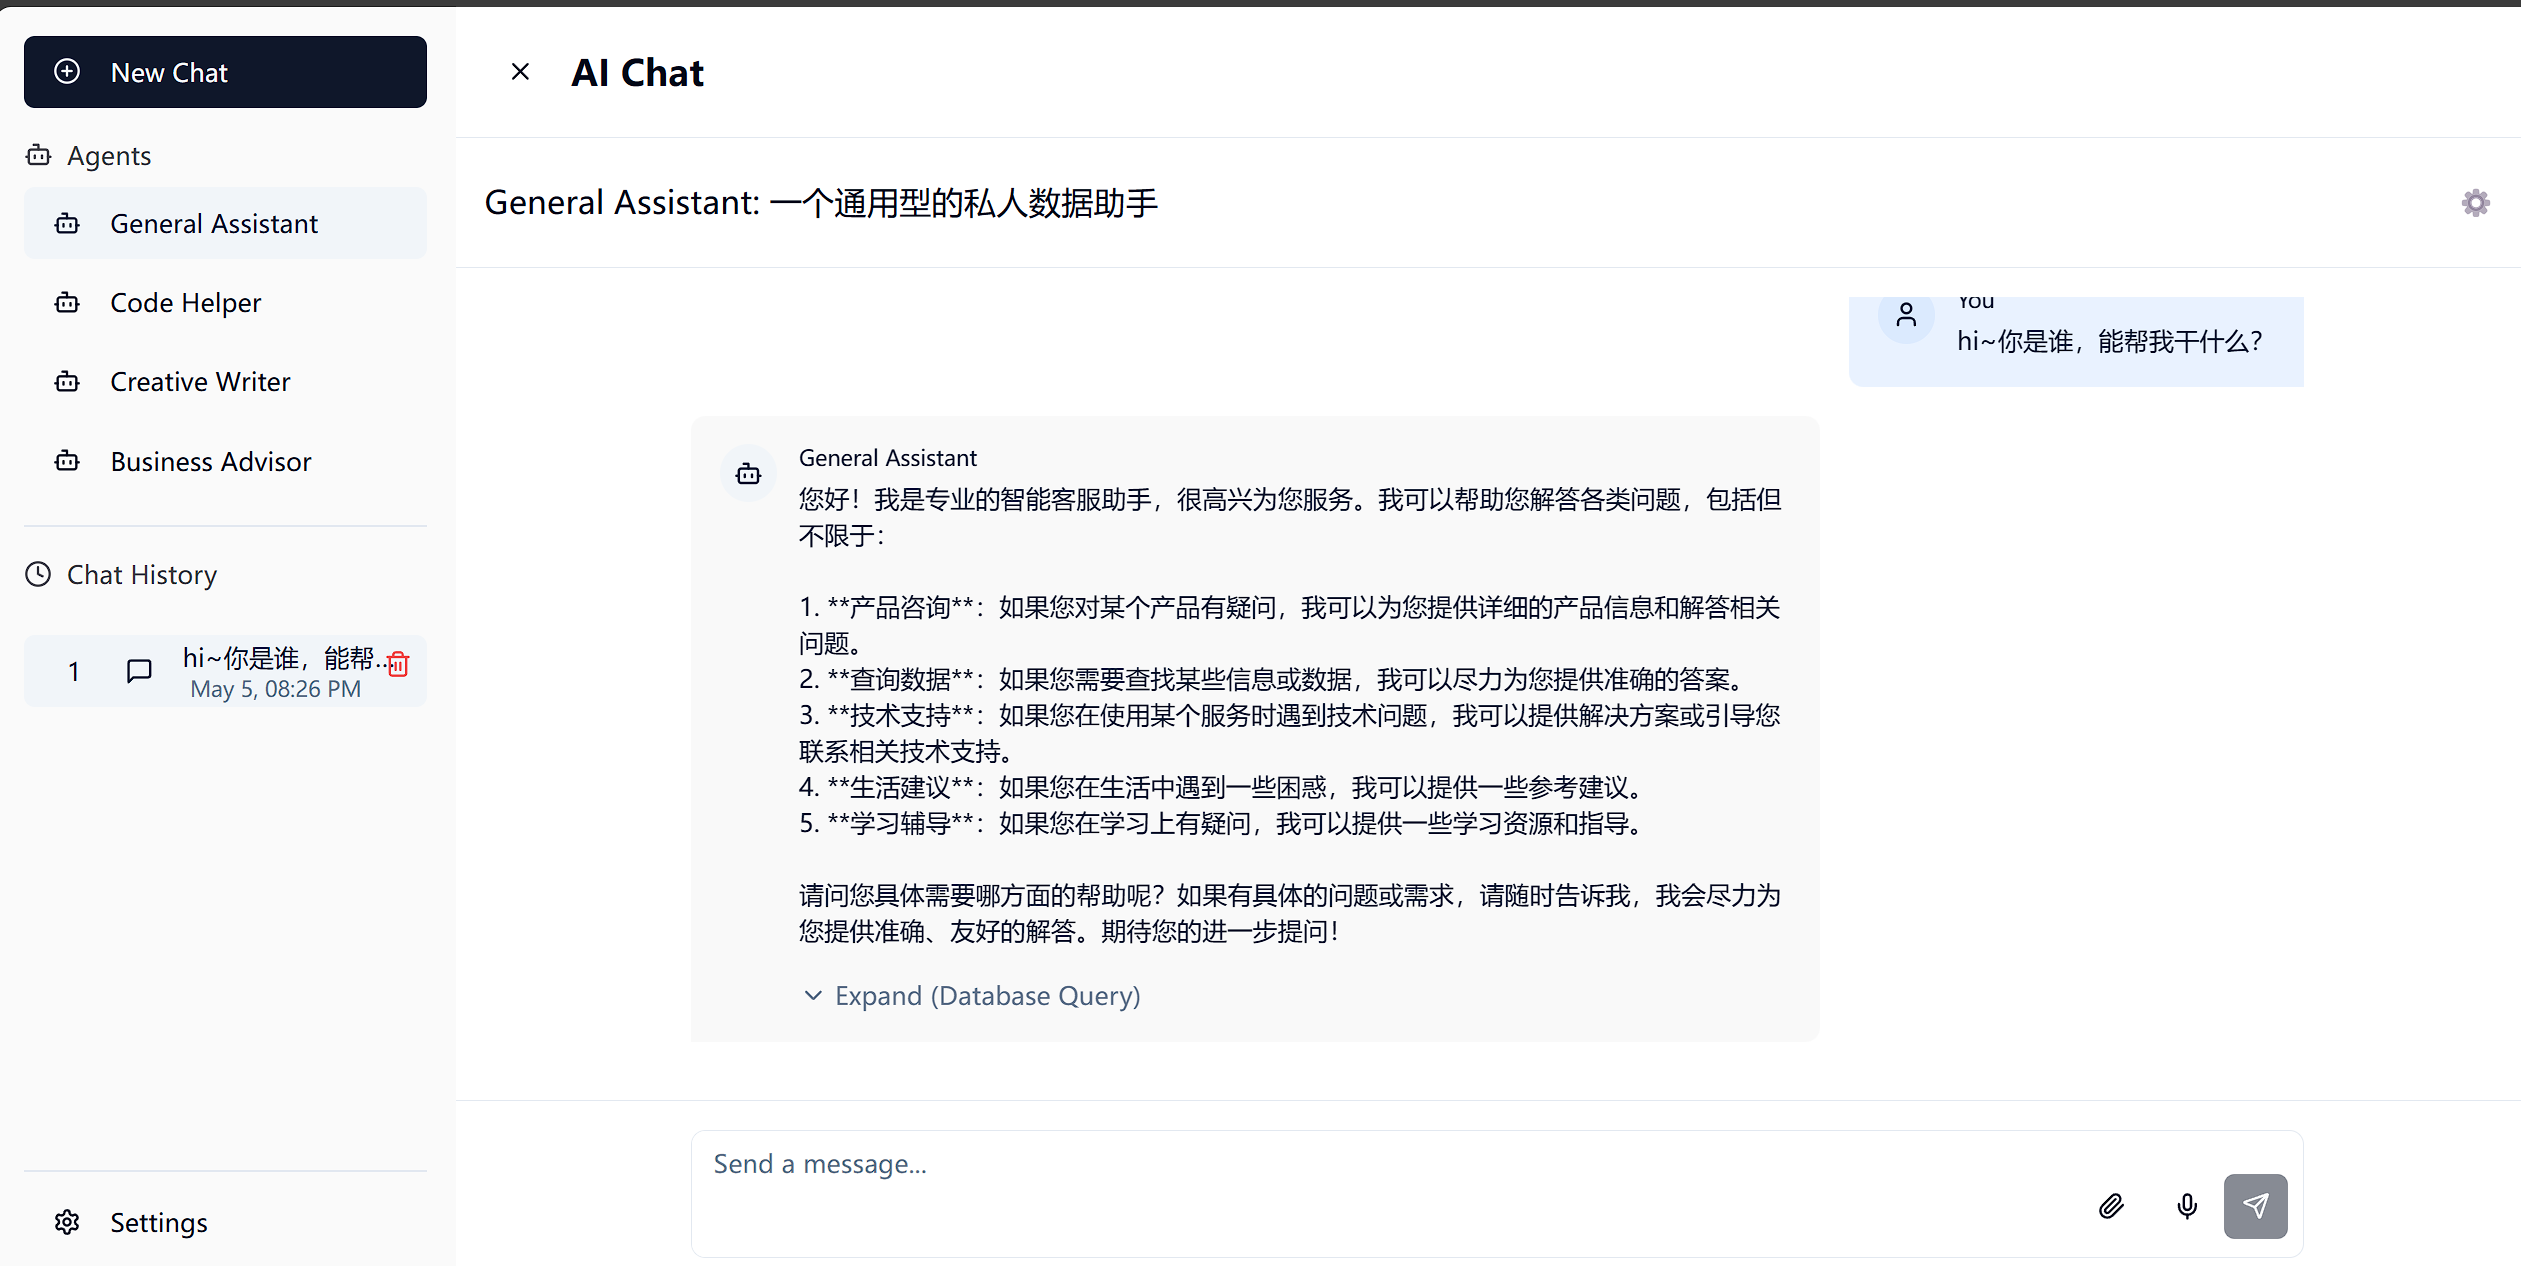 New Chat
Agents
General Assistant
Code Helper
Creative Writer
Business Advisor
Chat History
1
hi~你是谁，能帮...
May 5, 08:26 PM
Settings
AI Chat
General Assistant: 一个通用型的私人数据助手
You
hi~你是谁，能帮我干什么？
General Assistant
您好！我是专业的智能客服助手，很高兴为您服务。我可以帮助您解答各类问题，包括但
不限于：
1. **产品咨询**：如果您对某个产品有疑问，我可以为您提供详细的产品信息和解答相关
问题。
2. **查询数据**：如果您需要查找某些信息或数据，我可以尽力为您提供准确的答案。
3. **技术支持**：如果您在使用某个服务时遇到技术问题，我可以提供解决方案或引导您
联系相关技术支持。
4. **生活建议**：如果您在生活中遇到一些困惑，我可以提供一些参考建议。
5. **学习辅导**：如果您在学习上有疑问，我可以提供一些学习资源和指导。
请问您具体需要哪方面的帮助呢？如果有具体的问题或需求，请随时告诉我，我会尽力为
您提供准确、友好的解答。期待您的进一步提问！
Expand (Database Query)
Send a message...